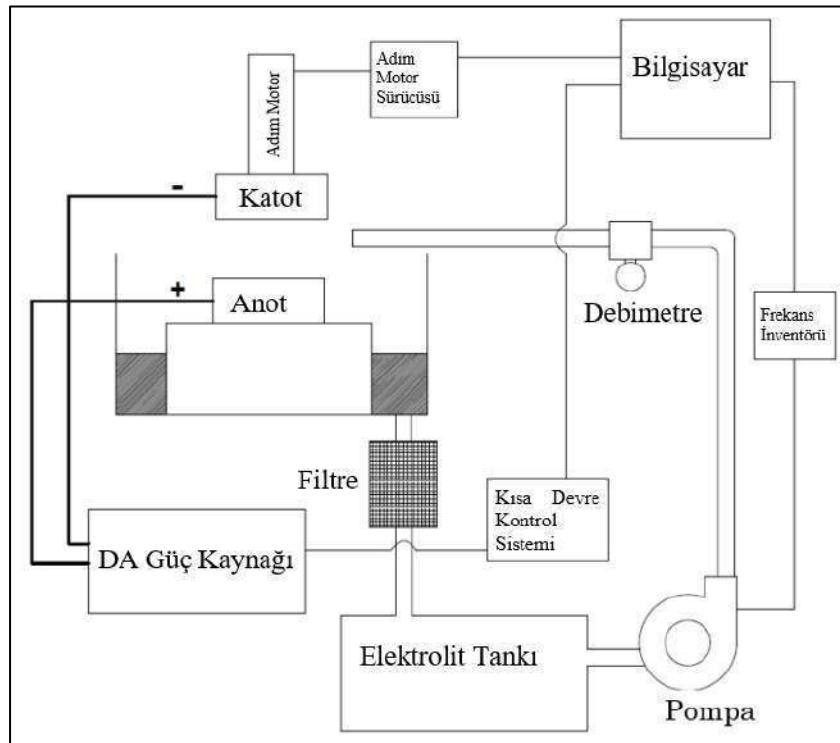 Adım Motor
Adım
Motor
Sürücüsü
Bilgisayar
-
Katot
+
Anot
Debimetre
Frekans
İnventörü
Filtre
Kısa Devre
Kontrol
Sistemi
DA Güç Kaynağı
Elektrolit Tankı
Pompa